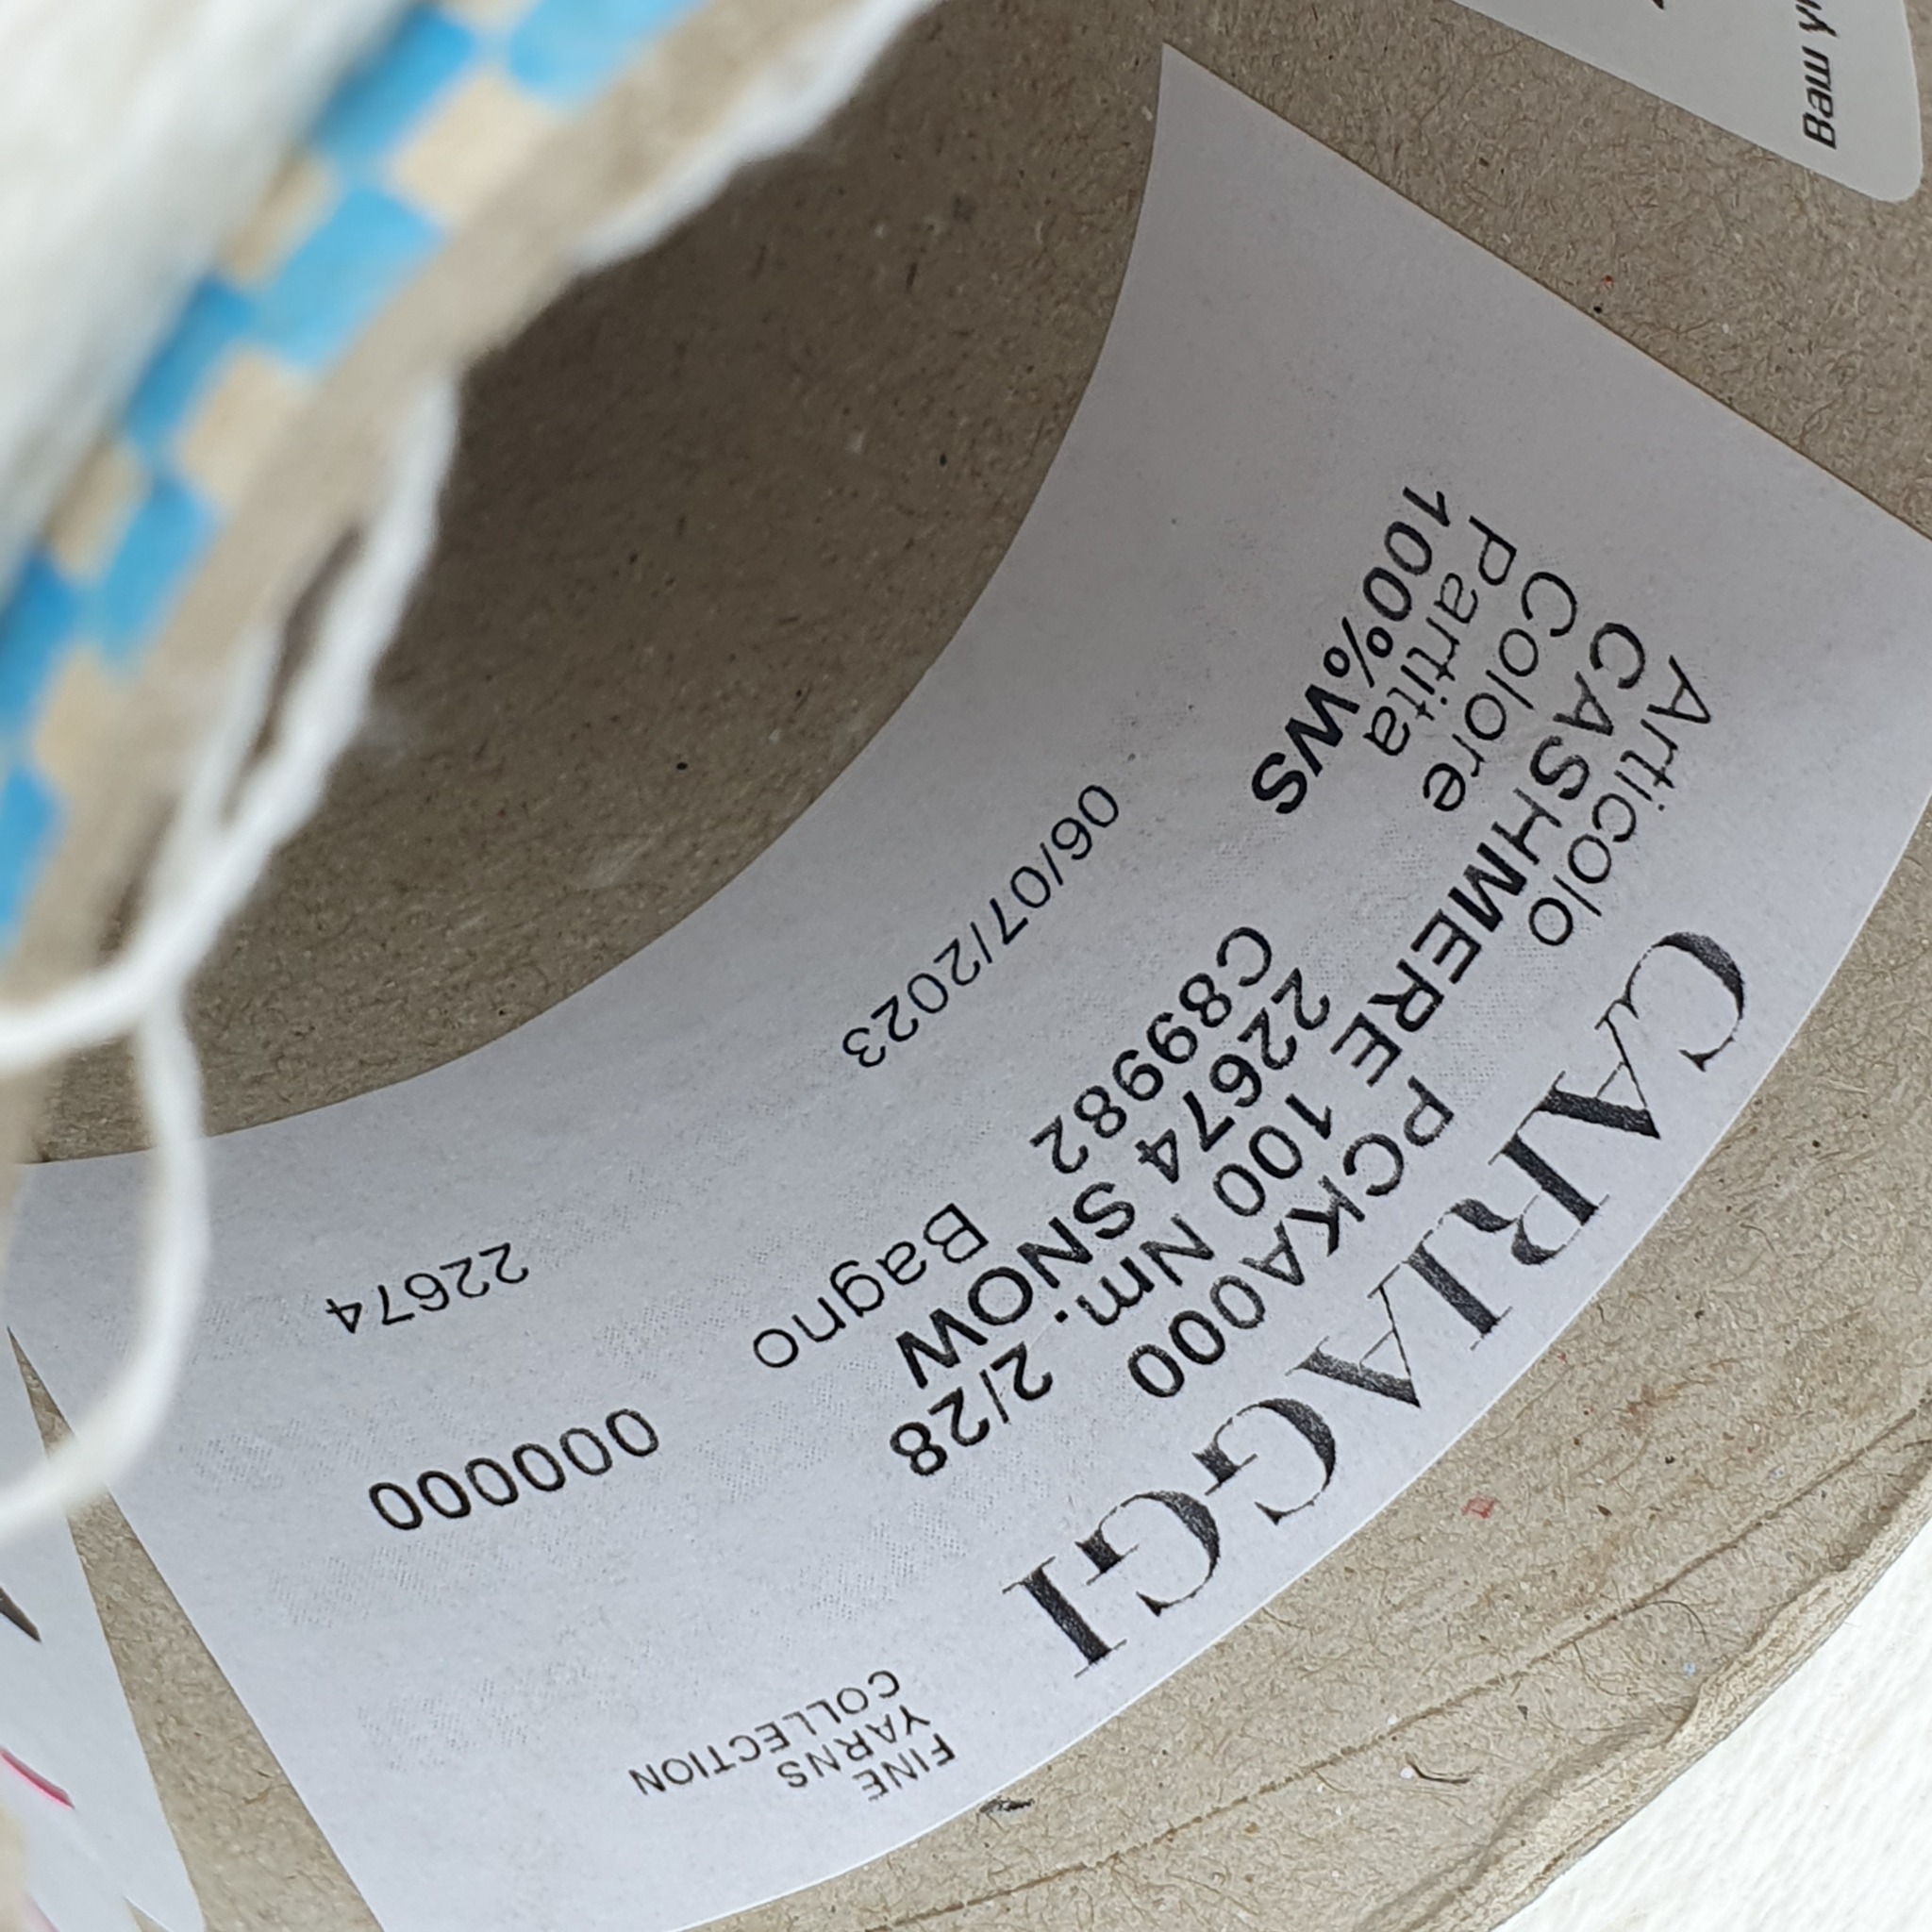 CARIAGGI
FINE
YARNS
COLLECTION
Articolo PCKA000
CASHMERE 100 Nm. 2/28
Colore 22674 SNOW
Partita C89982 Bagno 000000
100%WS
06/07/2023 22674
Ваш